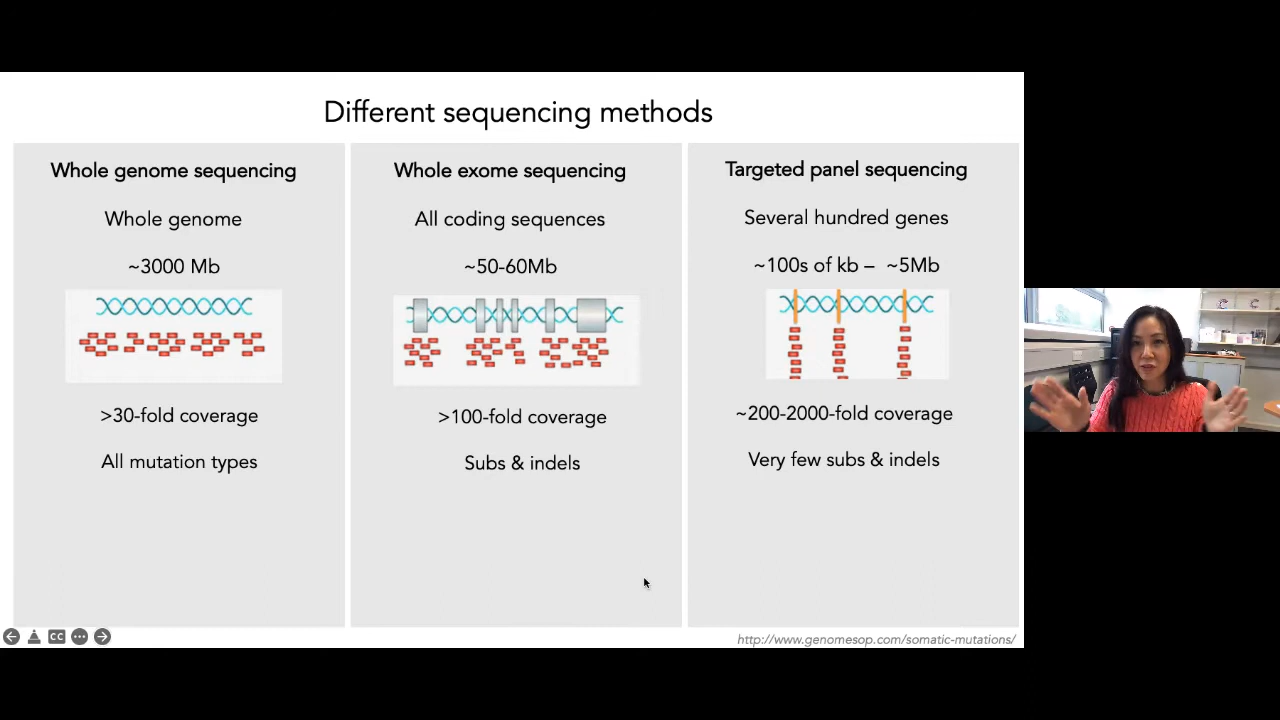 Different sequencing methods
Whole genome sequencing
Whole genome
~3000 Mb
>30-fold coverage
All mutation types
Whole exome sequencing
All coding sequences
~50-60Mb
>100-fold coverage
Subs & indels
Targeted panel sequencing
Several hundred genes
~100s of kb – ~5Mb
~200-2000-fold coverage
Very few subs & indels
CC
http://www.genomesop.com/somatic-mutations/